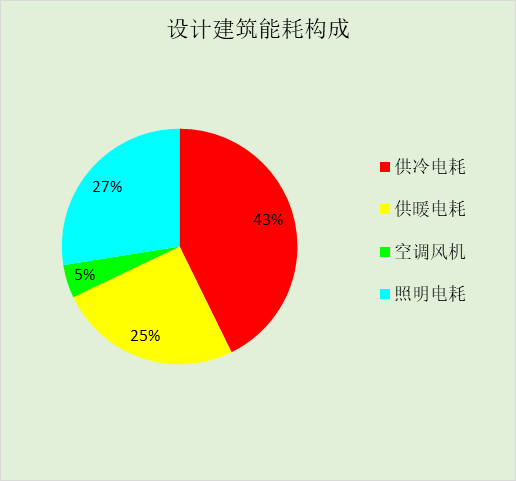 设计建筑能耗构成
43%
25%
5%
27%
供冷电耗
供暖电耗
空调风机
照明电耗